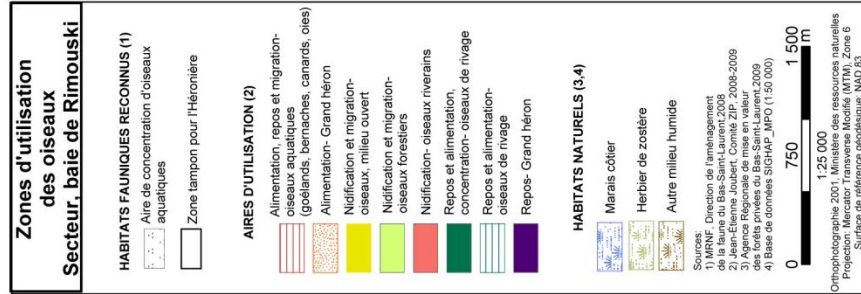 Zones d'utilisation
des oiseaux
Secteur, baie de Rimouski
HABITATS FAUNIQUES RECONNUS (1)
Aire de concentration d'oiseaux
aquatiques
Zone tampon pour l'Héronière
AIRES D'UTILISATION (2)
Alimentation, repos et migration-
oiseaux aquatiques
(goélands, bernaches, canards, oies)
Alimentation- Grand héron
Nidification et migration-
oiseaux, milieu ouvert
Nidification et migration-
oiseaux forestiers
Nidification- oiseaux riverains
Repos et alimentation,
concentration- oiseaux de rivage
Repos et alimentation-
oiseaux de rivage
Repos- Grand héron
HABITATS NATURELS (3,4)
Marais côtier
Herbier de zostère
Autre milieu humide
Sources:
1) MRNF, Direction de l'aménagement
de la faune du Bas-Saint-Laurent,2008
2) Jean-Étienne Joubert, Comité ZIP, 2008-2009
3) Agence Régionale de mise en valeur
des forêts privées du Bas-Saint-Laurent,2009
4) Base de données SIGHAP_MPO (1:50 000)
0 750 1 500
m
1:25 000
Orthophotographie 2001, Ministère des ressources naturelles
Projection: Mercator Transverse Modifié (MTM), Zone 6
Surface de référence géodésique, NAD 83